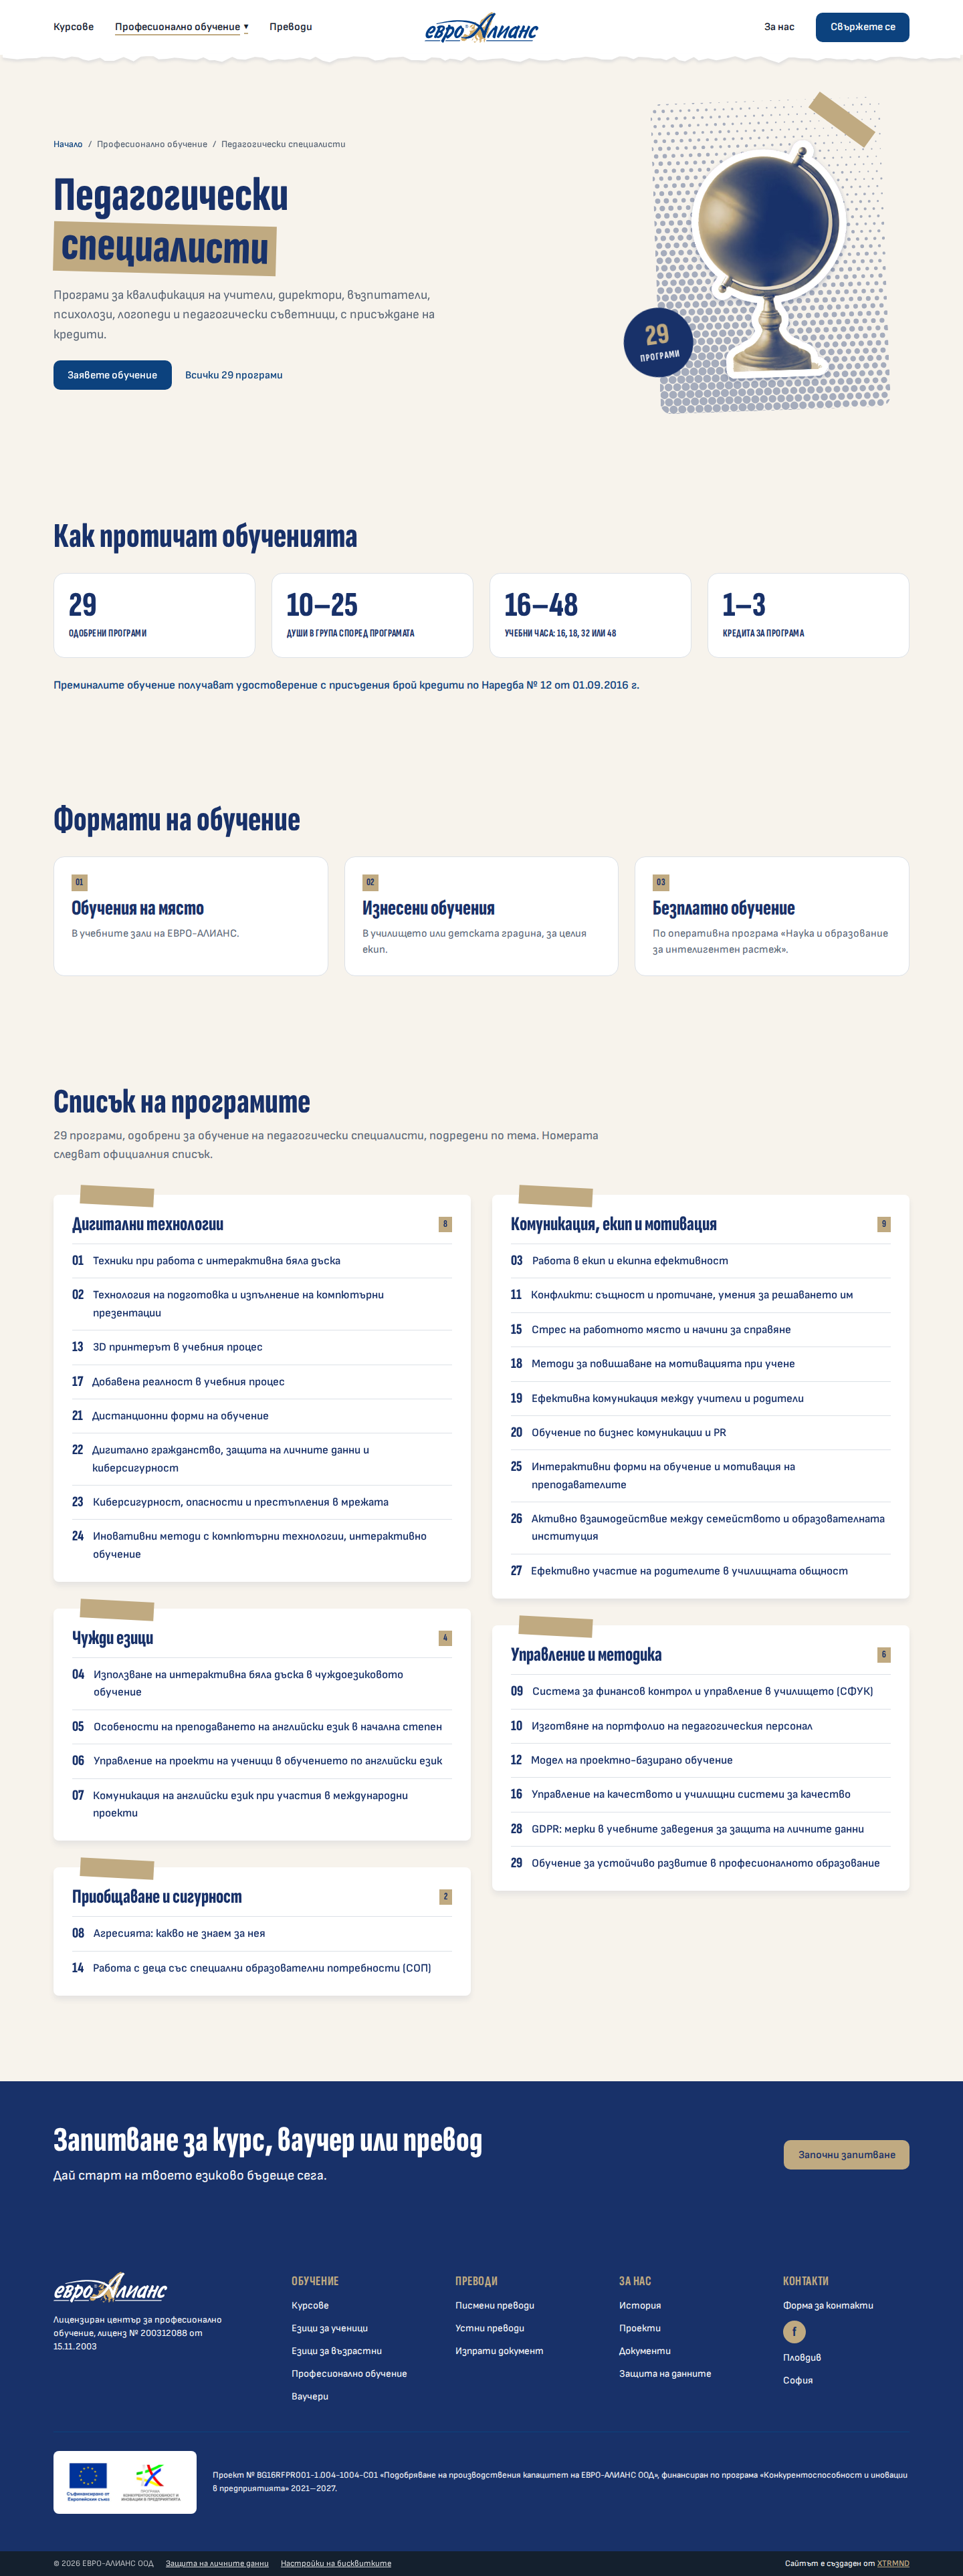 Курсове
Професионално обучение ▾
Преводи
евро Алианс
За нас
Свържете се
Начало / Професионално обучение / Педагогически специалисти
Педагогически
специалисти
Програми за квалификация на учители, директори, възпитатели,
психолози, логопеди и педагогически съветници, с присъждане на
кредити.
Заявете обучение
Всички 29 програми
29
ПРОГРАМИ
Как протичат обученията
29
ОДОБРЕНИ ПРОГРАМИ
10–25
ДУШИ В ГРУПА СПОРЕД ПРОГРАМАТА
16–48
УЧЕБНИ ЧАСА: 16, 18, 32 ИЛИ 48
1–3
КРЕДИТА ЗА ПРОГРАМА
Преминалите обучение получават удостоверение с присъдения брой кредити по Наредба № 12 от 01.09.2016 г.
Формати на обучение
01
Обучения на място
В учебните зали на ЕВРО-АЛИАНС.
02
Изнесени обучения
В училището или детската градина, за целия
екип.
03
Безплатно обучение
По оперативна програма «Наука и образование
за интелигентен растеж».
Списък на програмите
29 програми, одобрени за обучение на педагогически специалисти, подредени по тема. Номерата
следват официалния списък.
Дигитални технологии
8
01 Техники при работа с интерактивна бяла дъска
02 Технология на подготовка и изпълнение на компютърни
презентации
13 3D принтерът в учебния процес
17 Добавена реалност в учебния процес
21 Дистанционни форми на обучение
22 Дигитално гражданство, защита на личните данни и
киберсигурност
23 Киберсигурност, опасности и престъпления в мрежата
24 Иновативни методи с компютърни технологии, интерактивно
обучение
Чужди езици
4
04 Използване на интерактивна бяла дъска в чуждоезиковото
обучение
05 Особености на преподаването на английски език в начална степен
06 Управление на проекти на ученици в обучението по английски език
07 Комуникация на английски език при участия в международни
проекти
Приобщаване и сигурност
2
08 Агресията: какво не знаем за нея
14 Работа с деца със специални образователни потребности (СОП)
Комуникация, екип и мотивация
9
03 Работа в екип и екипна ефективност
11 Конфликти: същност и протичане, умения за решаването им
15 Стрес на работното място и начини за справяне
18 Методи за повишаване на мотивацията при учене
19 Ефективна комуникация между учители и родители
20 Обучение по бизнес комуникации и PR
25 Интерактивни форми на обучение и мотивация на
преподавателите
26 Активно взаимодействие между семейството и образователната
институция
27 Ефективно участие на родителите в училищната общност
Управление и методика
6
09 Система за финансов контрол и управление в училището (СФУК)
10 Изготвяне на портфолио на педагогическия персонал
12 Модел на проектно-базирано обучение
16 Управление на качеството и училищни системи за качество
28 GDPR: мерки в учебните заведения за защита на личните данни
29 Обучение за устойчиво развитие в професионалното образование
Запитване за курс, ваучер или превод
Дай старт на твоето езиково бъдеще сега.
Започни запитване
евро Алианс
Лицензиран център за професионално
обучение, лиценз № 200312088 от
15.11.2003
ОБУЧЕНИЕ
Курсове
Езици за ученици
Езици за възрастни
Професионално обучение
Ваучери
ПРЕВОДИ
Писмени преводи
Устни преводи
Изпрати документ
ЗА НАС
История
Проекти
Документи
Защита на данните
КОНТАКТИ
Форма за контакти
f
Пловдив
София
Съфинансирано от
Европейския съюз
ПРОГРАМА
КОНКУРЕНТОСПОСОБНОСТ И
ИНОВАЦИИ В ПРЕДПРИЯТИЯТА
Проект № BG16RFPR001-1.004-1004-C01 «Подобряване на производствения капацитет на ЕВРО-АЛИАНС ООД», финансиран по програма «Конкурентоспособност и иновации
в предприятията» 2021–2027.
© 2026 ЕВРО-АЛИАНС ООД
Защита на личните данни
Настройки на бисквитките
Сайтът е създаден от XTRMND